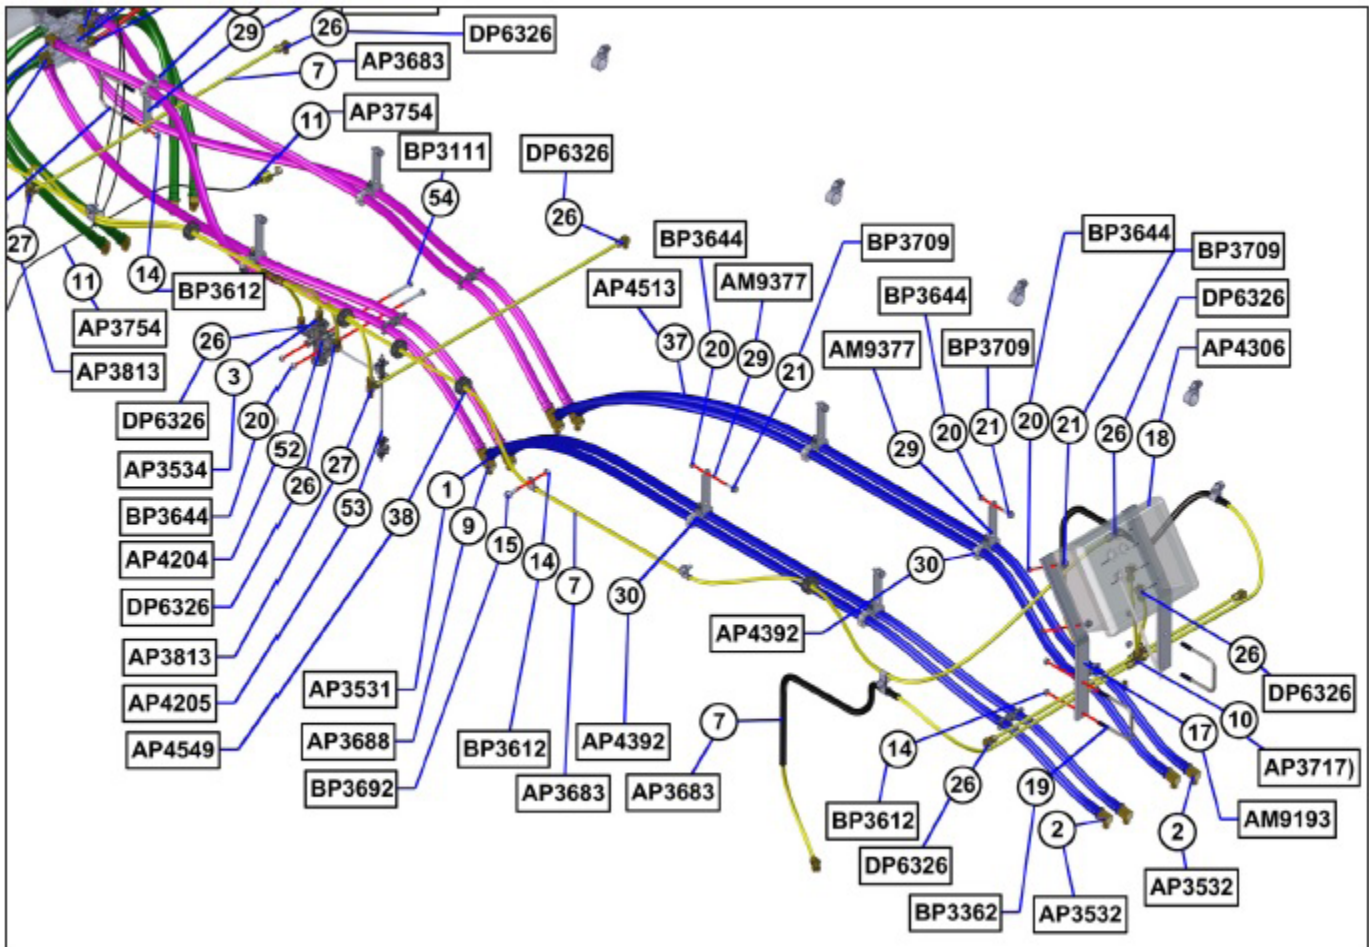 26
DP6326
29
7
AP3683
11
AP3754
BP3111
DP6326
54
26
27
14
BP3612
11
AP3754
AP3813
BP3644
BP3709
AP4513
AM9377
37
20
29
21
BP3644
BP3709
BP3644
DP6326
AM9377
BP3709
AP4306
29
20
21
20
21
26
18
26
3
DP6326
20
AP3534
52
27
26
BP3644
53
38
1
9
15
14
7
30
AP4204
DP6326
AP3813
AP4205
AP4549
AP3531
AP3688
BP3692
BP3612
AP3683
AP4392
30
AP4392
7
AP3683
14
BP3612
26
DP6326
19
BP3362
2
AP3532
2
AP3532
17
10
26
DP6326
AP3717)
AM9193